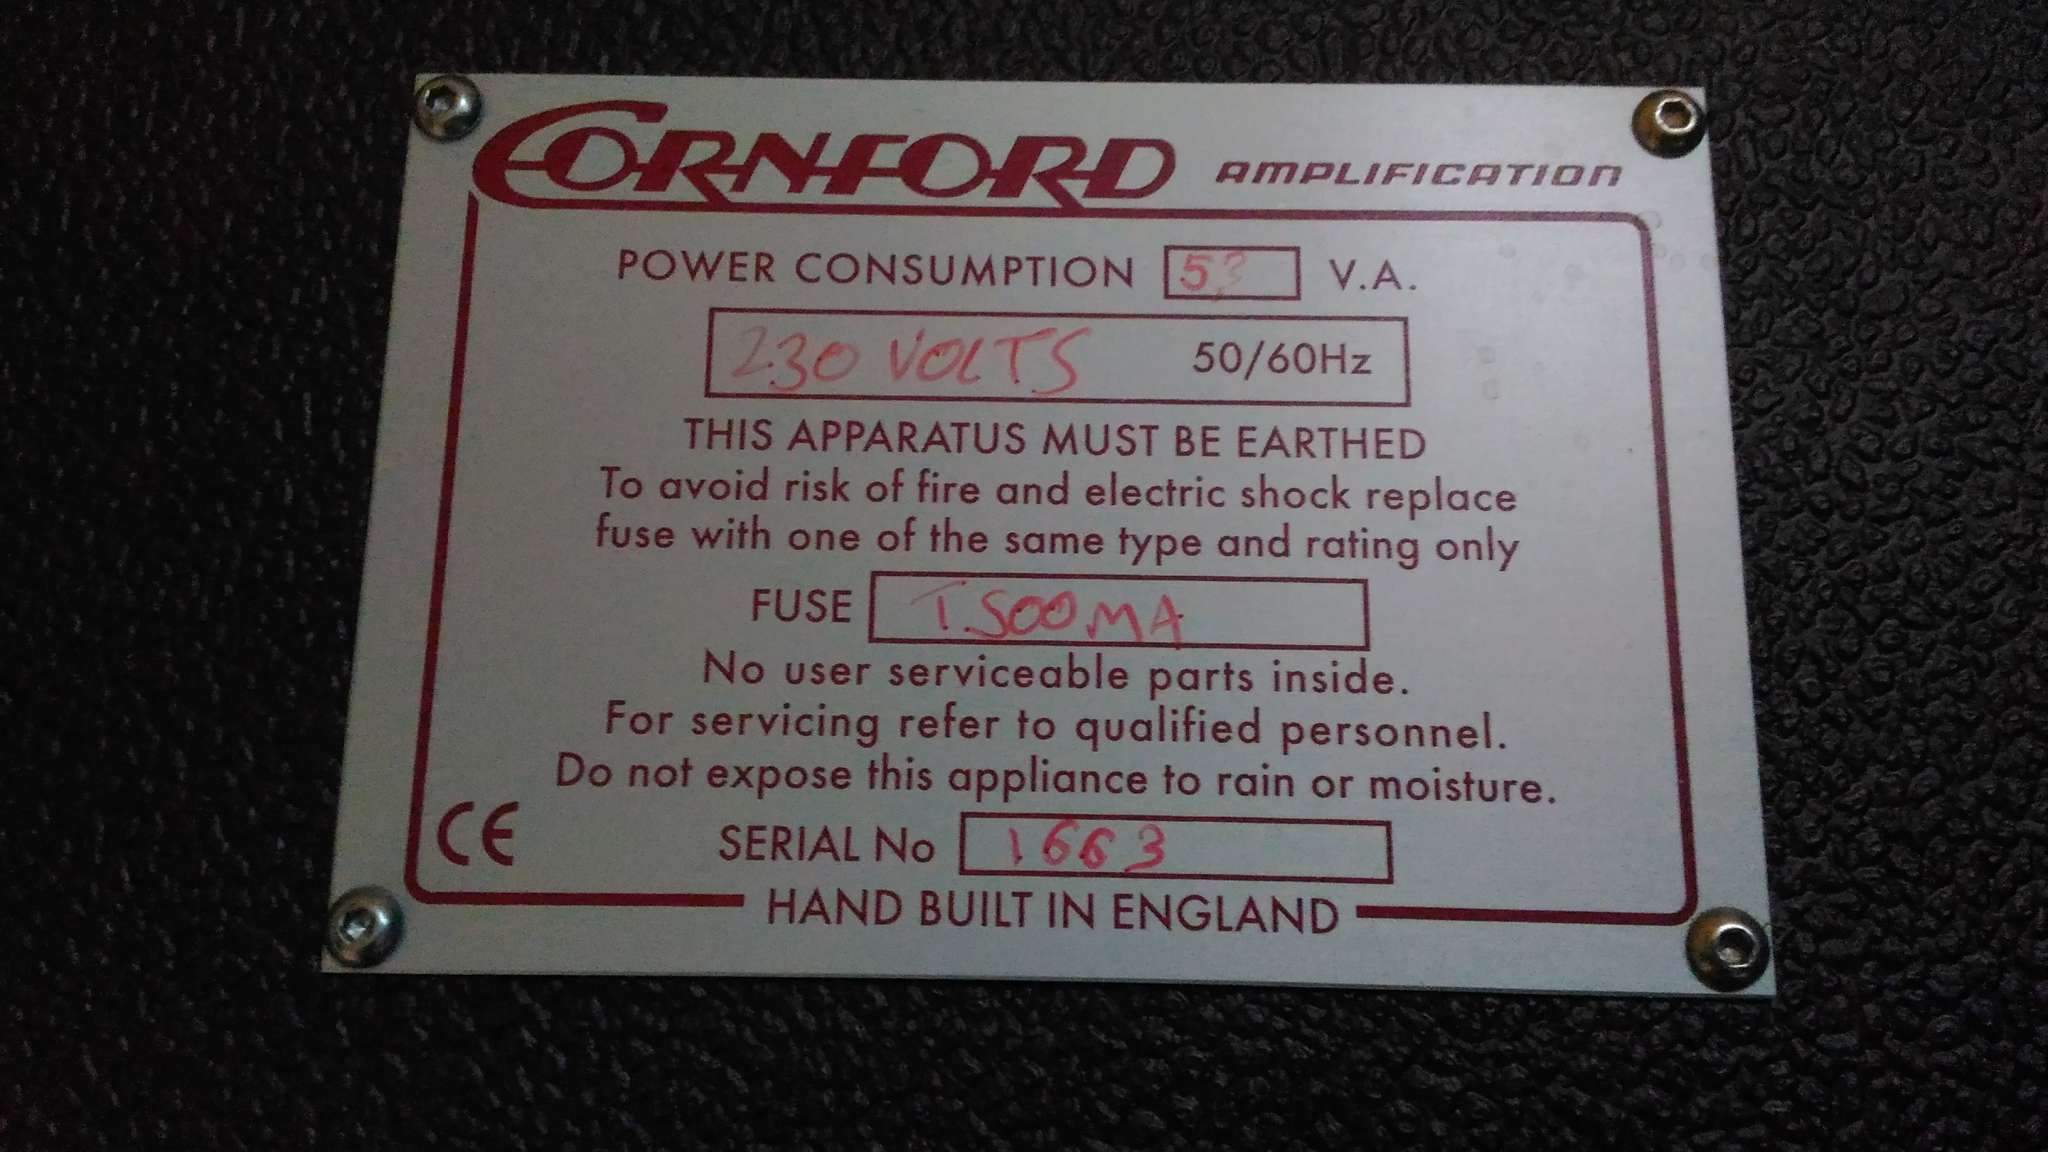 CORNFORD AMPLIFICATION
POWER CONSUMPTION 53 V.A.
230 VOLTS 50/60Hz
THIS APPARATUS MUST BE EARTHED
To avoid risk of fire and electric shock replace
fuse with one of the same type and rating only
FUSE T.500MA
No user serviceable parts inside.
For servicing refer to qualified personnel.
Do not expose this appliance to rain or moisture.
CE
SERIAL No 1663
HAND BUILT IN ENGLAND